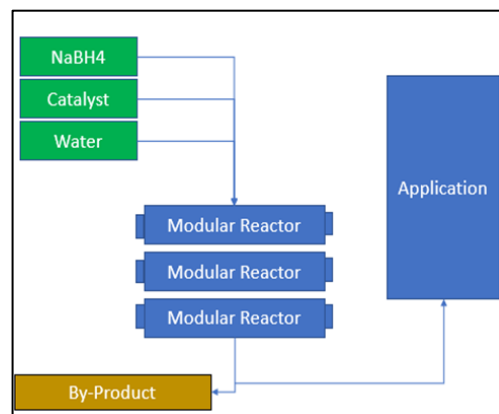 NaBH4
Catalyst
Water
Application
Modular Reactor
Modular Reactor
Modular Reactor
By-Product